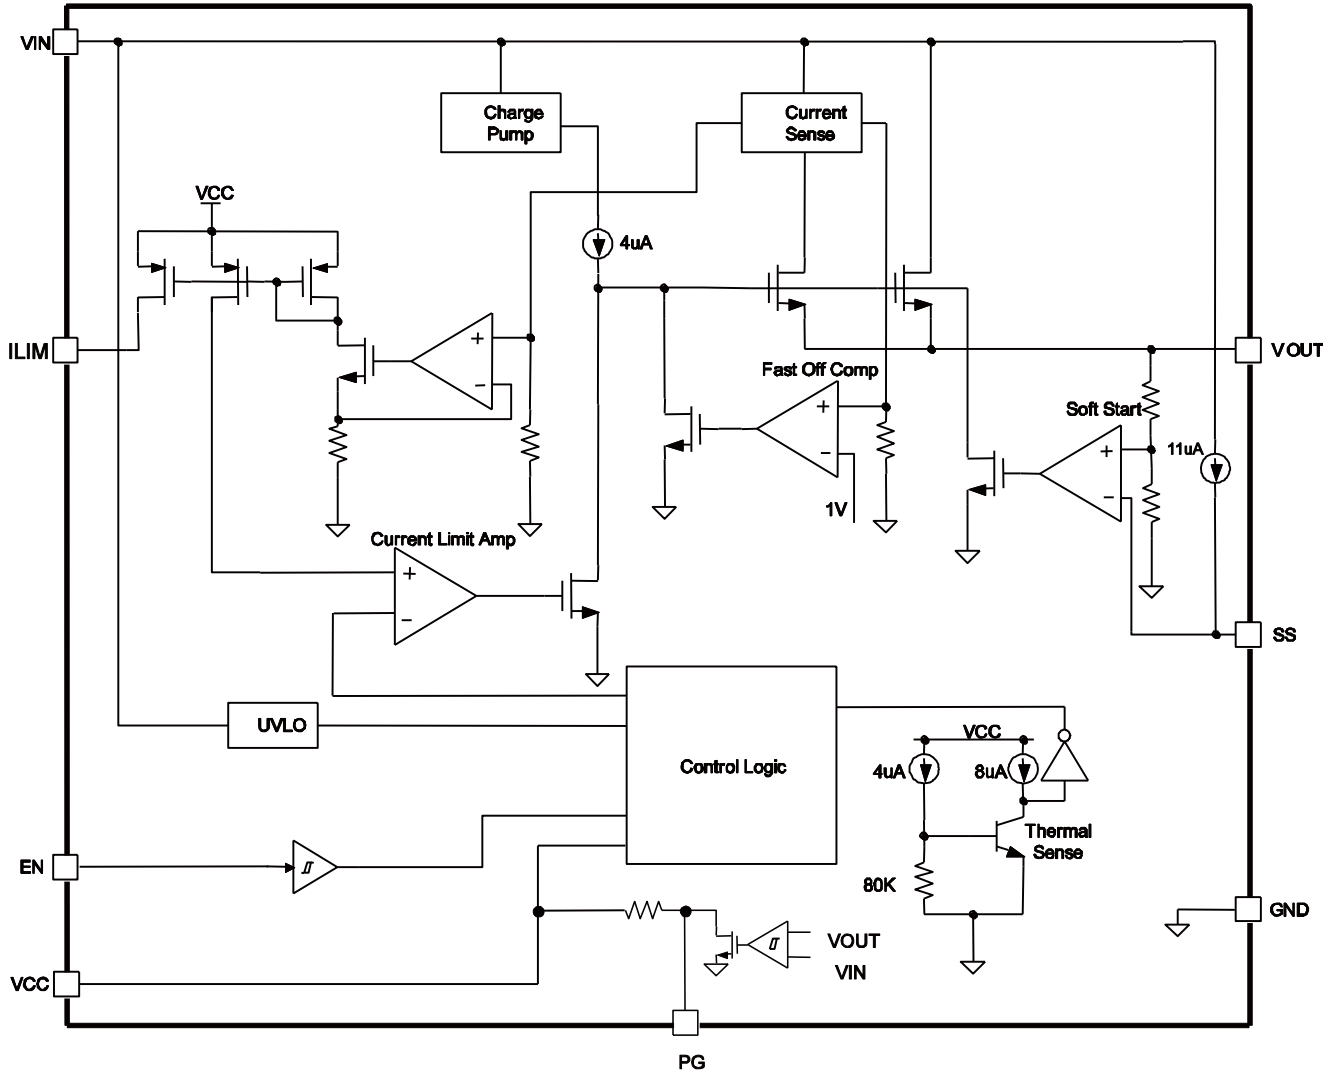 VIN
Charge
Pump
Current
Sense
VCC
4uA
+
−
ILIM
VOUT
Fast Off Comp
+
−
1V
Soft Start
+
−
11uA
Current Limit Amp
+
−
SS
UVLO
Control Logic
VCC
4uA
8uA
Thermal
Sense
80K
EN
GND
VOUT
VIN
VCC
PG